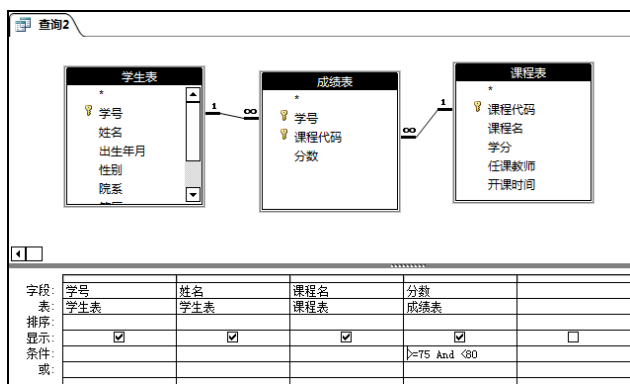 查询2
学生表
*
学号
姓名
出生年月
性别
院系
成绩表
*
学号
课程代码
分数
课程表
*
课程代码
课程名
学分
任课教师
开课时间
1
∞
∞
1
字段: 学号 姓名 课程名 分数
表: 学生表 学生表 课程表 成绩表
排序:
显示:
条件: >=75 And <80
或: